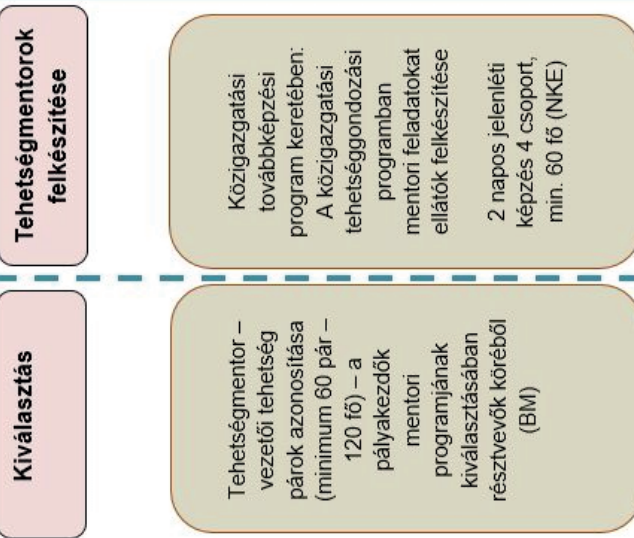 Kiválasztás
Tehetségmentor –
vezetői tehetség
párok azonosítása
(minimum 60 pár –
120 fő) – a
pályakezdők
mentori
programjának
kiválasztásában
résztvevők köréből
(BM)
Tehetségmentorok
felkészítése
Közigazgatási
továbbképzési
program keretében:
A közigazgatási
tehetséggondozási
programban
mentori feladatokat
ellátók felkészítése
2 napos jelenléti
képzés 4 csoport,
min. 60 fő (NKE)